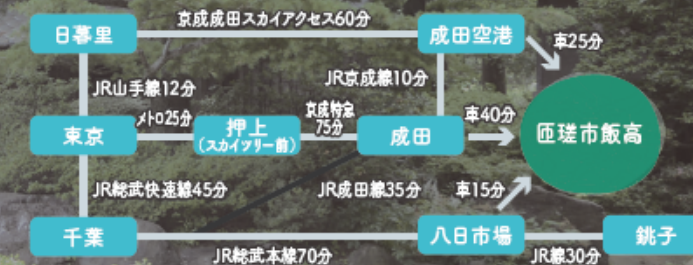 京成成田スカイアクセス60分
日暮里
成田空港
車25分
JR山手線12分
JR京成線10分
メトロ25分
京成特急
75分
車40分
東京
押上
(スカイツリー前)
成田
匝瑳市飯高
JR総武快速線45分
JR成田線35分
車15分
千葉
八日市場
銚子
JR総武本線70分
JR線30分